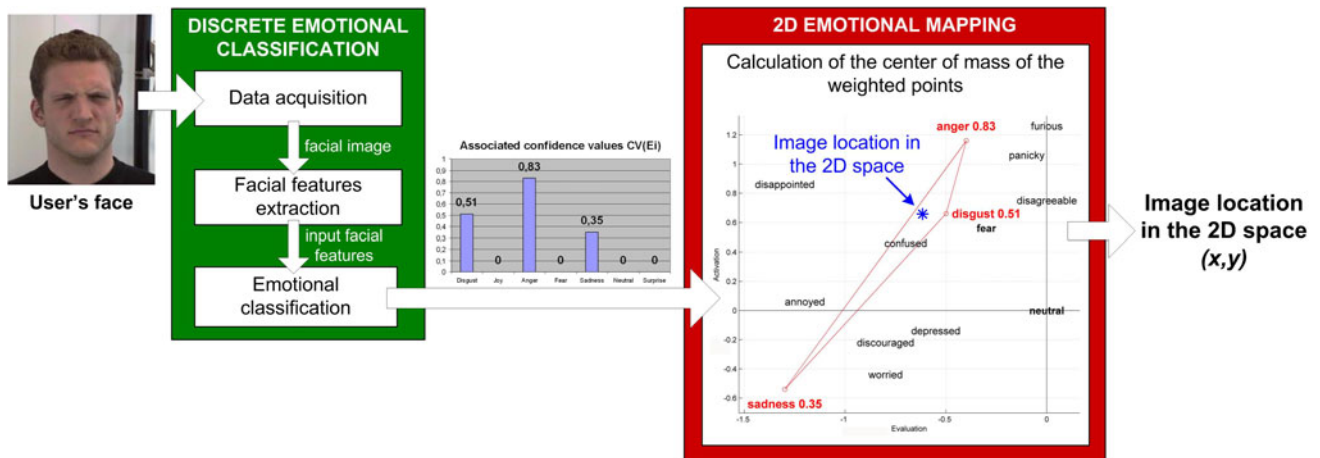 DISCRETE EMOTIONAL
CLASSIFICATION
Data acquisition
facial image
Facial features
extraction
input facial
features
Emotional
classification
User's face
Associated confidence values CV(Ei)
1
0,9
0,8
0,7
0,6
0,5
0,4
0,3
0,2
0,1
0
0,51
0
0,83
0
0,35
0
0
Disgust
Joy
Anger
Fear
Sadness
Neutral
Surprise
2D EMOTIONAL MAPPING
Calculation of the center of mass of the
weighted points
Image location in
the 2D space
anger 0.83
furious
panicky
disappointed
disagreeable
disgust 0.51
fear
confused
annoyed
neutral
depressed
discouraged
worried
sadness 0.35
Activation
1.2
1
0.8
0.6
0.4
0.2
0
-0.2
-0.4
-0.6
-1.5
-1
-0.5
0
Evaluation
Image location
in the 2D space
(x,y)